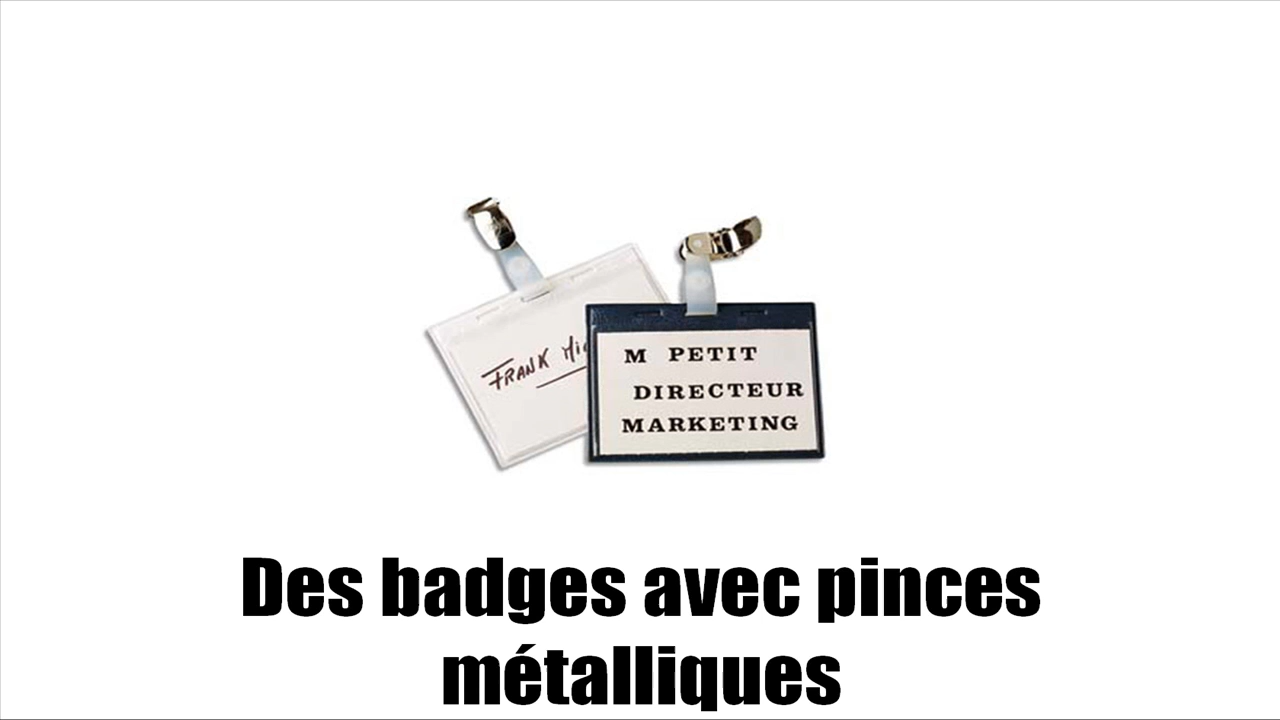 FRANK
M PETIT
DIRECTEUR
MARKETING
Des badges avec pinces
métalliques